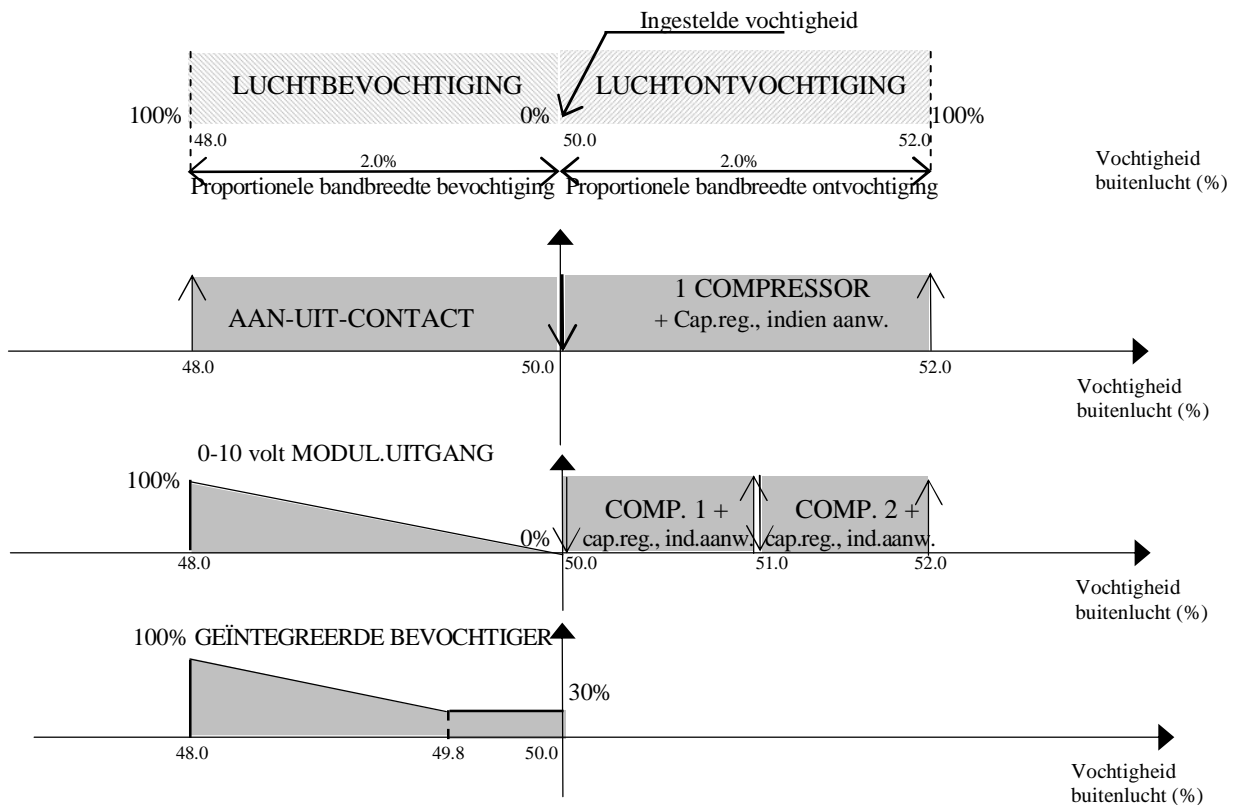 Ingestelde vochtigheid
LUCHTBEVOCHTIGING
LUCHTONTVOCHTIGING
100%
0%
100%
48.0
50.0
52.0
2.0%
2.0%
Proportionele bandbreedte bevochtiging
Proportionele bandbreedte ontvochtiging
Vochtigheid
buitenlucht (%)
AAN-UIT-CONTACT
1 COMPRESSOR
+ Cap.reg., indien aanw.
48.0
50.0
52.0
Vochtigheid
buitenlucht (%)
0-10 volt MODUL.UITGANG
100%
0%
COMP. 1 +
cap.reg., ind.aanw.
COMP. 2 +
cap.reg., ind.aanw.
48.0
50.0
51.0
52.0
Vochtigheid
buitenlucht (%)
100% GEÏNTEGREERDE BEVOCHTIGER
30%
48.0
49.8
50.0
Vochtigheid
buitenlucht (%)